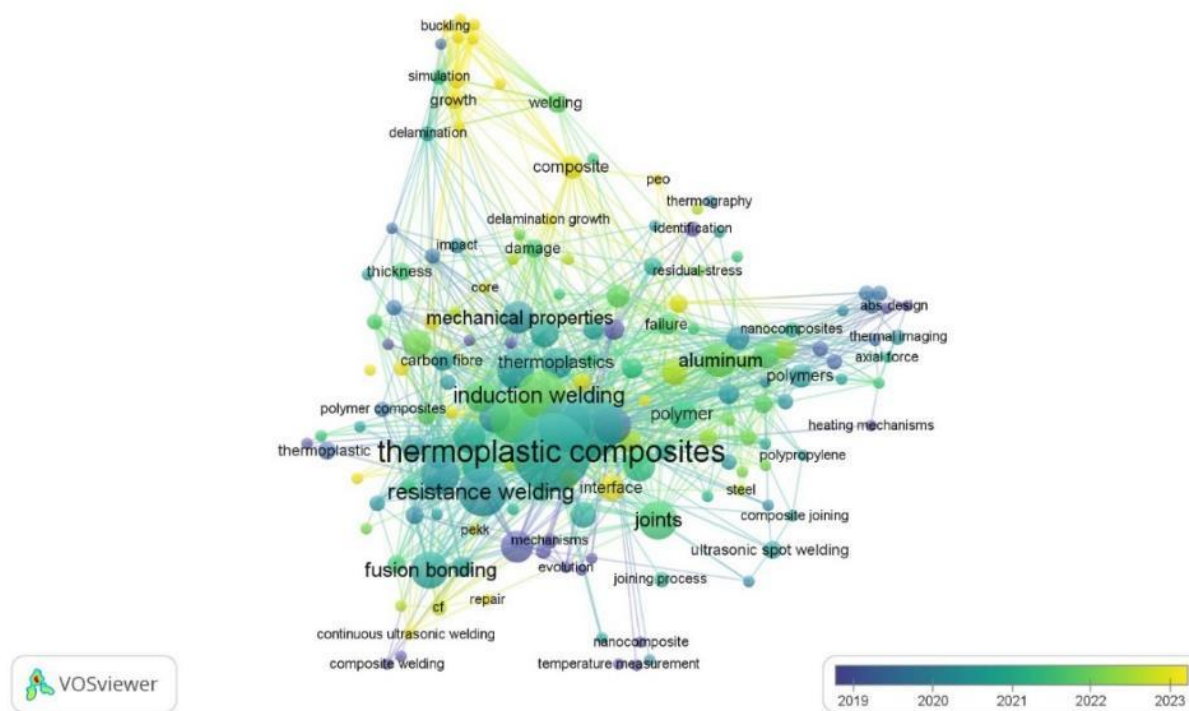 buckling
simulation
growth
welding
delamination
composite
peo
thermography
delamination growth
identification
impact
damage
thickness
residual-stress
core
abs design
mechanical properties
failure
nanocomposites
thermal imaging
carbon fibre
thermoplastics
aluminum
axial force
polymers
induction welding
polymer composites
polymer
heating mechanisms
thermoplastic
thermoplastic composites
polypropylene
resistance welding
interface
steel
joints
composite joining
pekk
mechanisms
ultrasonic spot welding
fusion bonding
evolution
joining process
cf
repair
continuous ultrasonic welding
nanocomposite
composite welding
temperature measurement
VOSviewer
2019 2020 2021 2022 2023